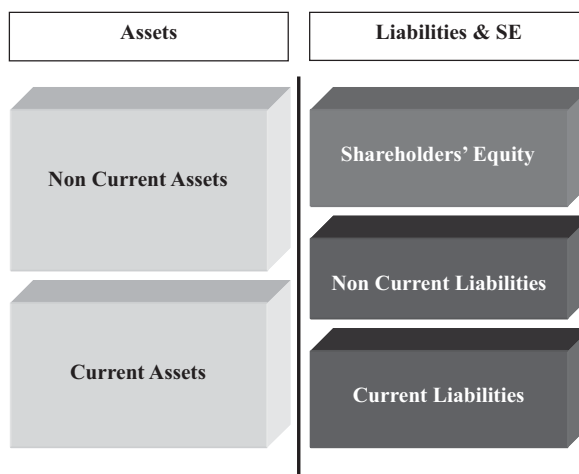 Assets
Liabilities & SE
Non Current Assets
Current Assets
Shareholders’ Equity
Non Current Liabilities
Current Liabilities